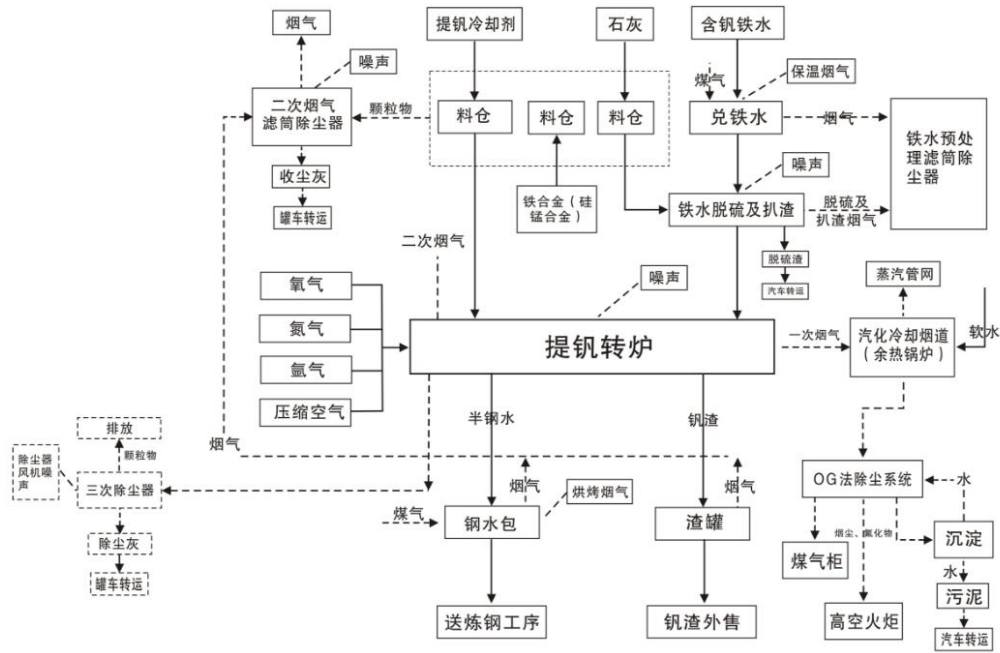 烟气
提钒冷却剂
石灰
含钒铁水
噪声
煤气
保温烟气
二次烟气
滤筒除尘器
颗粒物
料仓
料仓
料仓
兑铁水
烟气
铁水预处
理滤筒除
尘器
噪声
收尘灰
罐车转运
铁合金（硅
锰合金）
铁水脱硫及扒渣
脱硫及
扒渣烟气
二次烟气
脱硫渣
汽车转运
蒸汽管网
氧气
噪声
氮气
提钒转炉
一次烟气
汽化冷却烟道
（余热锅炉）
软水
氩气
压缩空气
半钢水
钒渣
排放
烟气
除尘器
风机噪
声
颗粒物
三次除尘器
OG法除尘系统
水
煤气
烟气
烘烤烟气
烟气
钢水包
渣罐
除尘灰
烟尘、氟化物
沉淀
煤气柜
水
罐车转运
污泥
送炼钢工序
钒渣外售
高空火炬
汽车转运